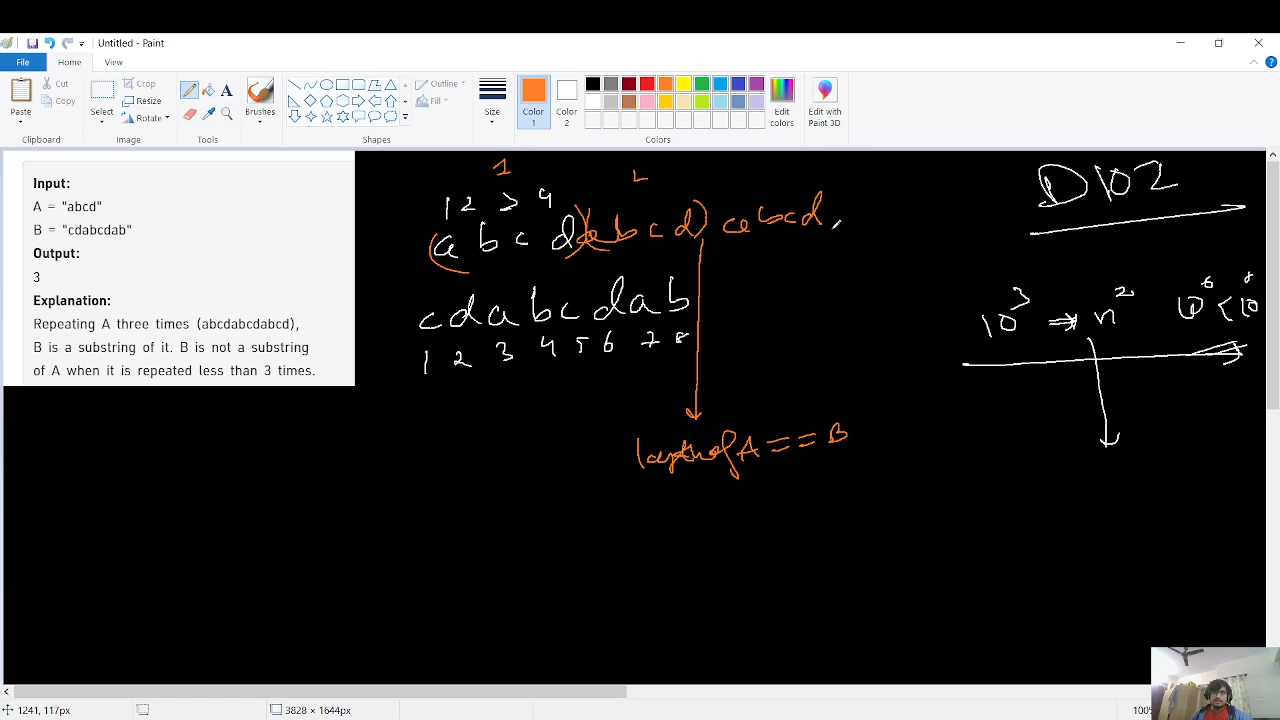 Untitled - Paint
File
Home
View
Paste
Cut
Copy
Clipboard
Select
Crop
Resize
Rotate
Image
Tools
Brushes
Shapes
Outline
Fill
Size
Color 1
Color 2
Edit colors
Colors
Edit with Paint 3D
Input:
A = "abcd"
B = "cdabcdab"
Output:
3
Explanation:
Repeating A three times (abcdabcdabcd),
B is a substring of it. B is not a substring
of A when it is repeated less than 3 times.
1
1 2 3 4
(a b c d)(a b c d) a b c d
c d a b c d a b
1 2 3 4 5 6 7 8
length of A == B
D102
10³ ⇒ n² 10⁶ < 10⁸
1241, 117px
3828 × 1644px